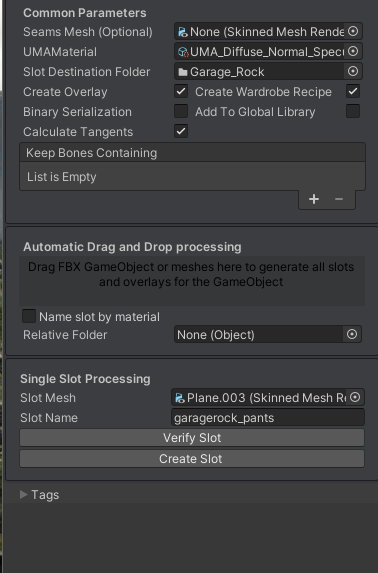 Common Parameters
Seams Mesh (Optional) None (Skinned Mesh Rende
UMAMaterial UMA_Diffuse_Normal_Spec
Slot Destination Folder Garage_Rock
Create Overlay Create Wardrobe Recipe
Binary Serialization Add To Global Library
Calculate Tangents
Keep Bones Containing
List is Empty
+ −
Automatic Drag and Drop processing
Drag FBX GameObject or meshes here to generate all slots
and overlays for the GameObject
Name slot by material
Relative Folder None (Object)
Single Slot Processing
Slot Mesh Plane.003 (Skinned Mesh Re
Slot Name garagerock_pants
Verify Slot
Create Slot
Tags